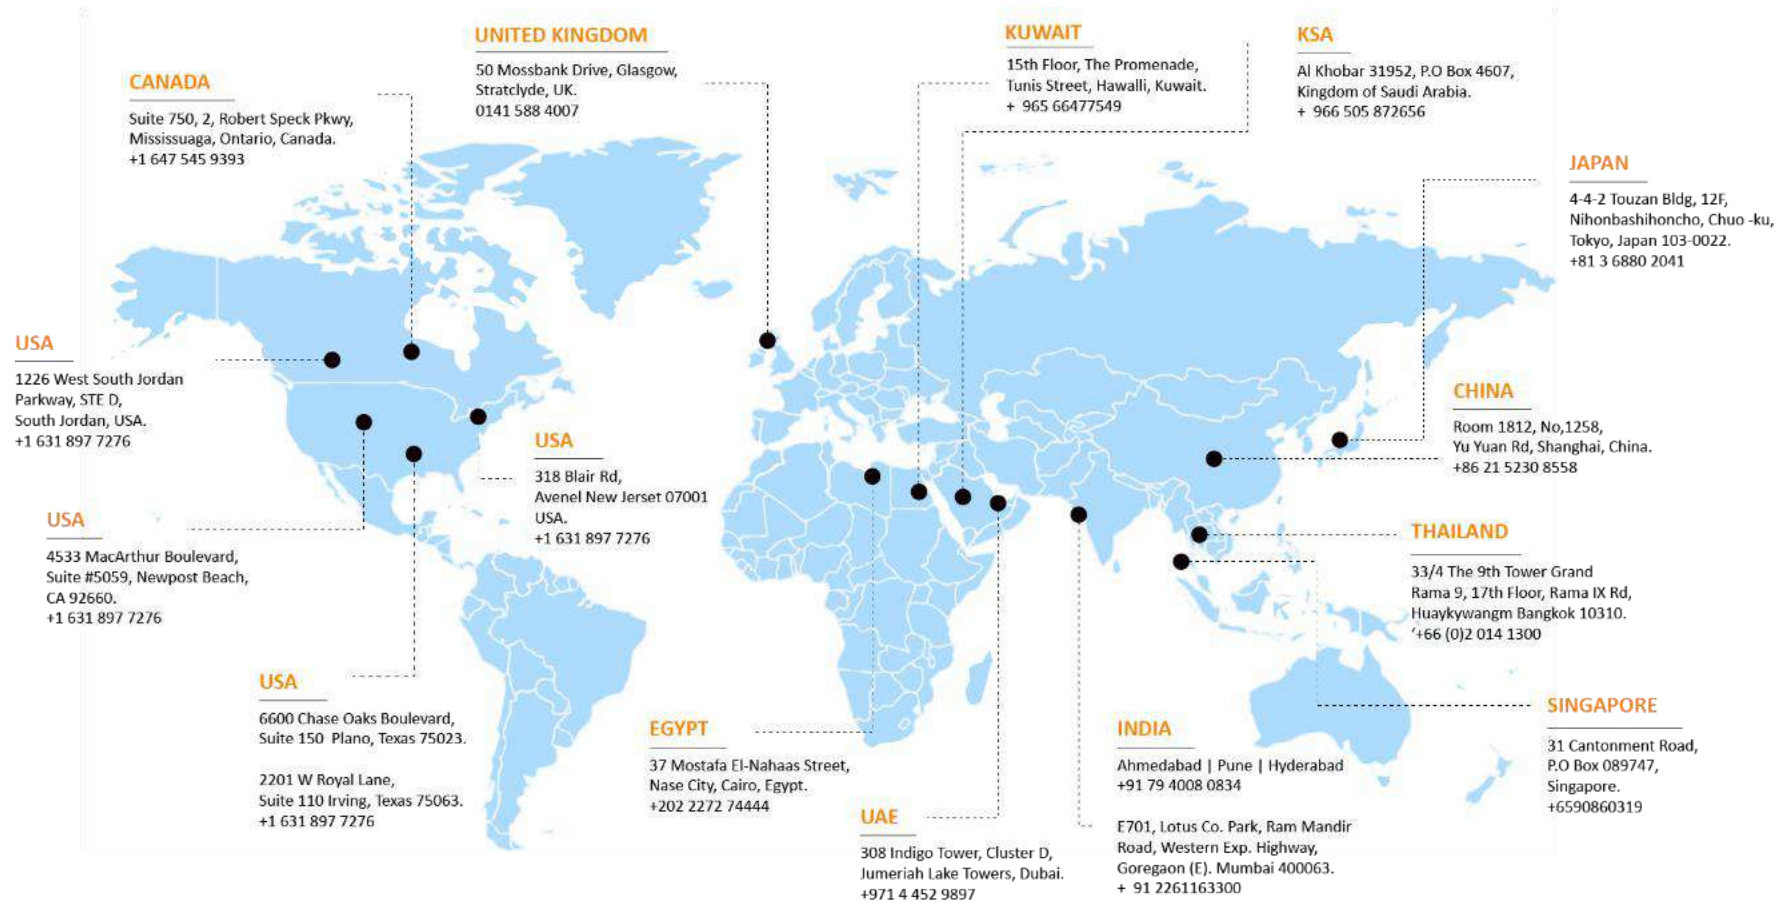 UNITED KINGDOM
50 Mossbank Drive, Glasgow,
Stratclyde, UK.
0141 588 4007
KUWAIT
15th Floor, The Promenade,
Tunis Street, Hawalli, Kuwait.
+ 965 66477549
KSA
Al Khobar 31952, P.O Box 4607,
Kingdom of Saudi Arabia.
+ 966 505 872656
CANADA
Suite 750, 2, Robert Speck Pkwy,
Mississuaga, Ontario, Canada.
+1 647 545 9393
JAPAN
4-4-2 Touzan Bldg, 12F,
Nihonbashihoncho, Chuo -ku,
Tokyo, Japan 103-0022.
+81 3 6880 2041
USA
1226 West South Jordan
Parkway, STE D,
South Jordan, USA.
+1 631 897 7276
CHINA
Room 1812, No,1258,
Yu Yuan Rd, Shanghai, China.
+86 21 5230 8558
USA
318 Blair Rd,
Avenel New Jerset 07001
USA.
+1 631 897 7276
USA
4533 MacArthur Boulevard,
Suite #5059, Newpost Beach,
CA 92660.
+1 631 897 7276
THAILAND
33/4 The 9th Tower Grand
Rama 9, 17th Floor, Rama IX Rd,
Huaykywangm Bangkok 10310.
‘+66 (0)2 014 1300
USA
6600 Chase Oaks Boulevard,
Suite 150 Plano, Texas 75023.
2201 W Royal Lane,
Suite 110 Irving, Texas 75063.
+1 631 897 7276
EGYPT
37 Mostafa El-Nahaas Street,
Nase City, Cairo, Egypt.
+202 2272 74444
UAE
308 Indigo Tower, Cluster D,
Jumeriah Lake Towers, Dubai.
+971 4 452 9897
INDIA
Ahmedabad | Pune | Hyderabad
+91 79 4008 0834
E701, Lotus Co. Park, Ram Mandir
Road, Western Exp. Highway,
Goregaon (E). Mumbai 400063.
+ 91 2261163300
SINGAPORE
31 Cantonment Road,
P.O Box 089747,
Singapore.
+6590860319